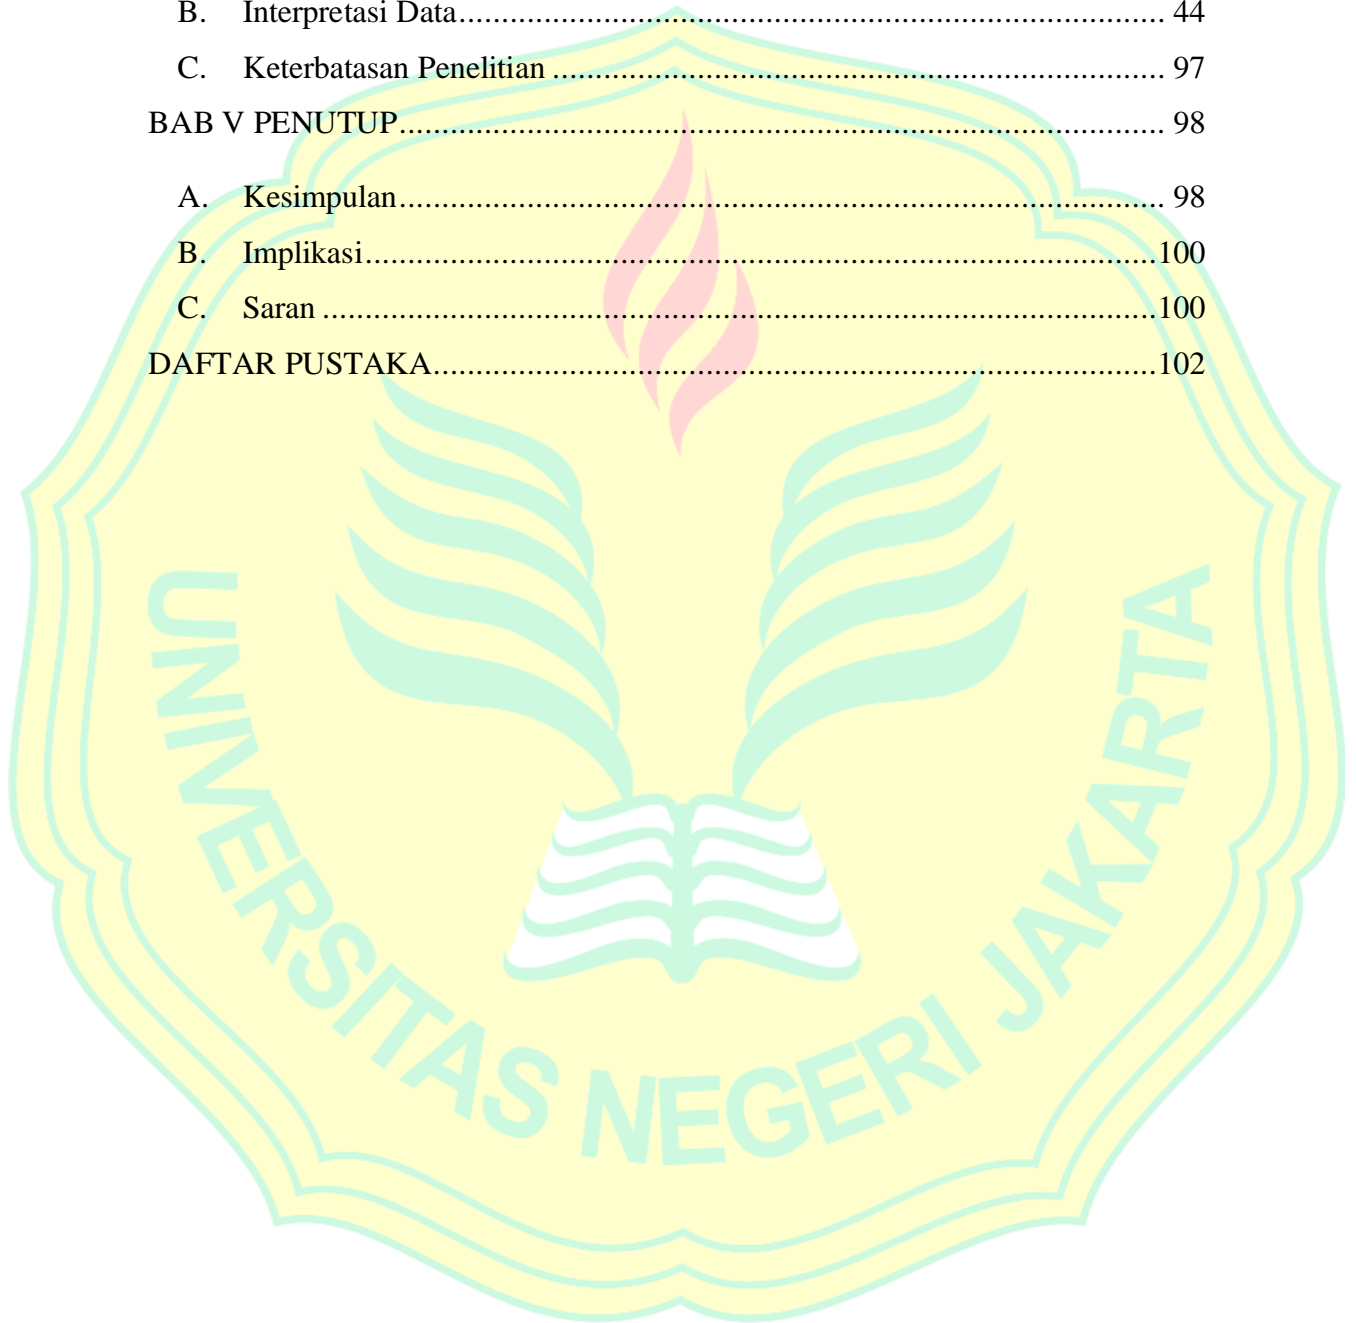 B. Interpretasi Data........................................................................................ 44
C. Keterbatasan Penelitian ............................................................................ 97
BAB V PENUTUP............................................................................................... 98
A. Kesimpulan............................................................................................... 98
B. Implikasi...................................................................................................100
C. Saran ........................................................................................................100
DAFTAR PUSTAKA..........................................................................................102
UNIVERSITAS NEGERI JAKARTA